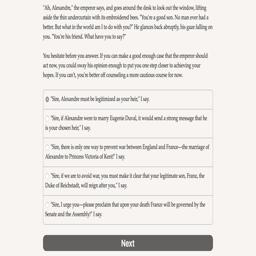 "Ah, Alexandre," the emperor says, and goes around the desk to look out the window, lifting
aside the thin undercurtain with its embroidered bees. "You're a good son. No man ever had a
better. But what in the world am I to do with you?" He glances back abruptly, his gaze falling on
you. "You're his friend. What have you to say?"
You hesitate before you answer. If you can make a good enough case that the emperor should
act now, you could sway his opinion enough to put you one step closer to achieving your
hopes. If you can't, you're better off counseling a more cautious course for now.
"Sire, Alexandre must be legitimized as your heir," I say.
"Sire, if Alexandre were to marry Eugenie Duval, it would send a strong message that he
is your chosen heir," I say.
"Sire, there is only one way to prevent war between England and France—the marriage of
Alexandre to Princess Victoria of Kent!" I say.
"Sire, if we are to avoid war, you must make it clear that your legitimate son, Franz, the
Duke of Reichstadt, will reign after you," I say.
"Sire, I urge you—please proclaim that upon your death France will be governed by the
Senate and the Assembly!" I say.
Next